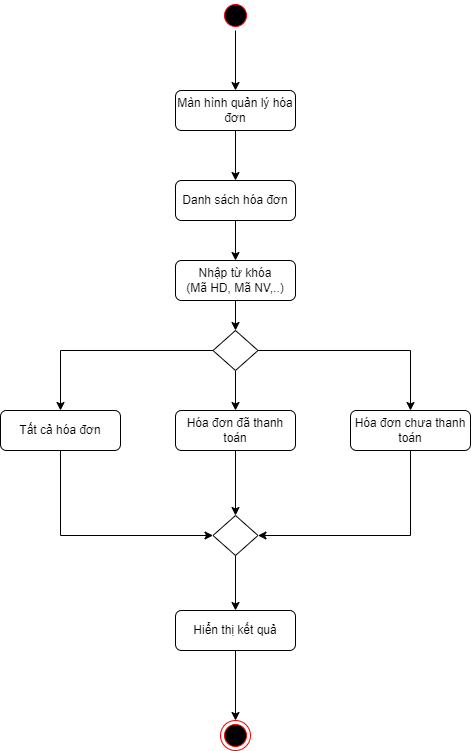 Màn hình quản lý hóa
đơn
Danh sách hóa đơn
Nhập từ khóa
(Mã HD, Mã NV,..)
Tất cả hóa đơn
Hóa đơn đã thanh
toán
Hóa đơn chưa thanh
toán
Hiển thị kết quả